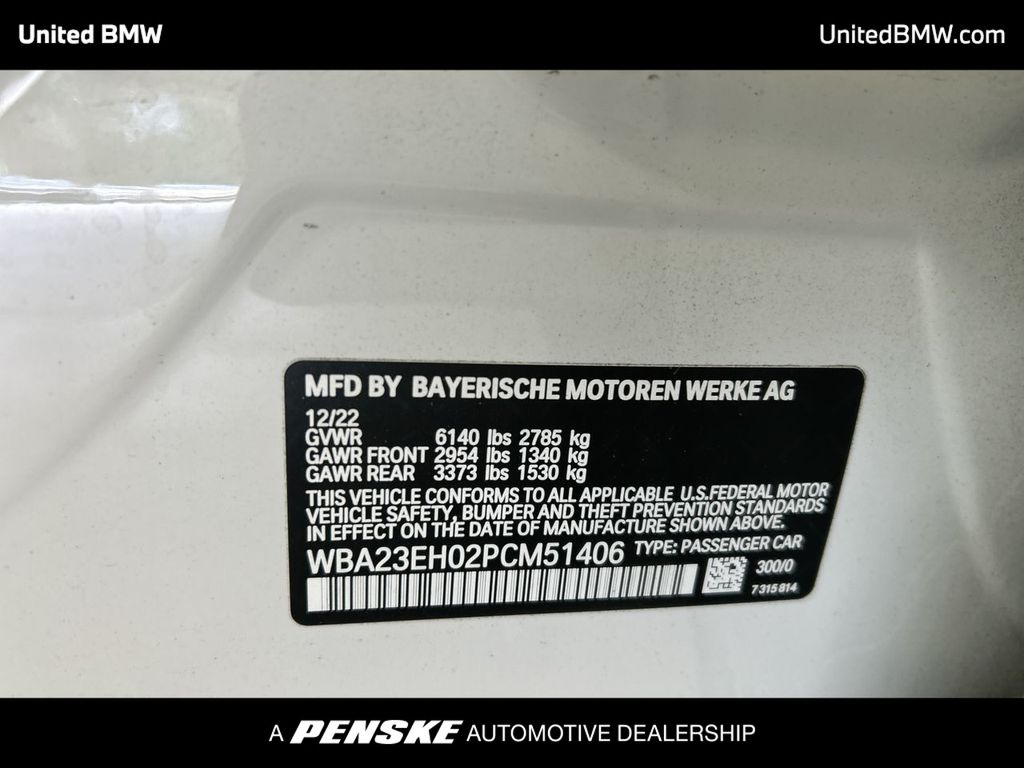 United BMW
UnitedBMW.com
MFD BY BAYERISCHE MOTOREN WERKE AG
12/22
GVWR 6140 lbs 2785 kg
GAWR FRONT 2954 lbs 1340 kg
GAWR REAR 3373 lbs 1530 kg
THIS VEHICLE CONFORMS TO ALL APPLICABLE U.S.FEDERAL MOTOR
VEHICLE SAFETY, BUMPER AND THEFT PREVENTION STANDARDS
IN EFFECT ON THE DATE OF MANUFACTURE SHOWN ABOVE.
WBA23EH02PCM51406 TYPE: PASSENGER CAR
300/0
7315814
A PENSKE AUTOMOTIVE DEALERSHIP